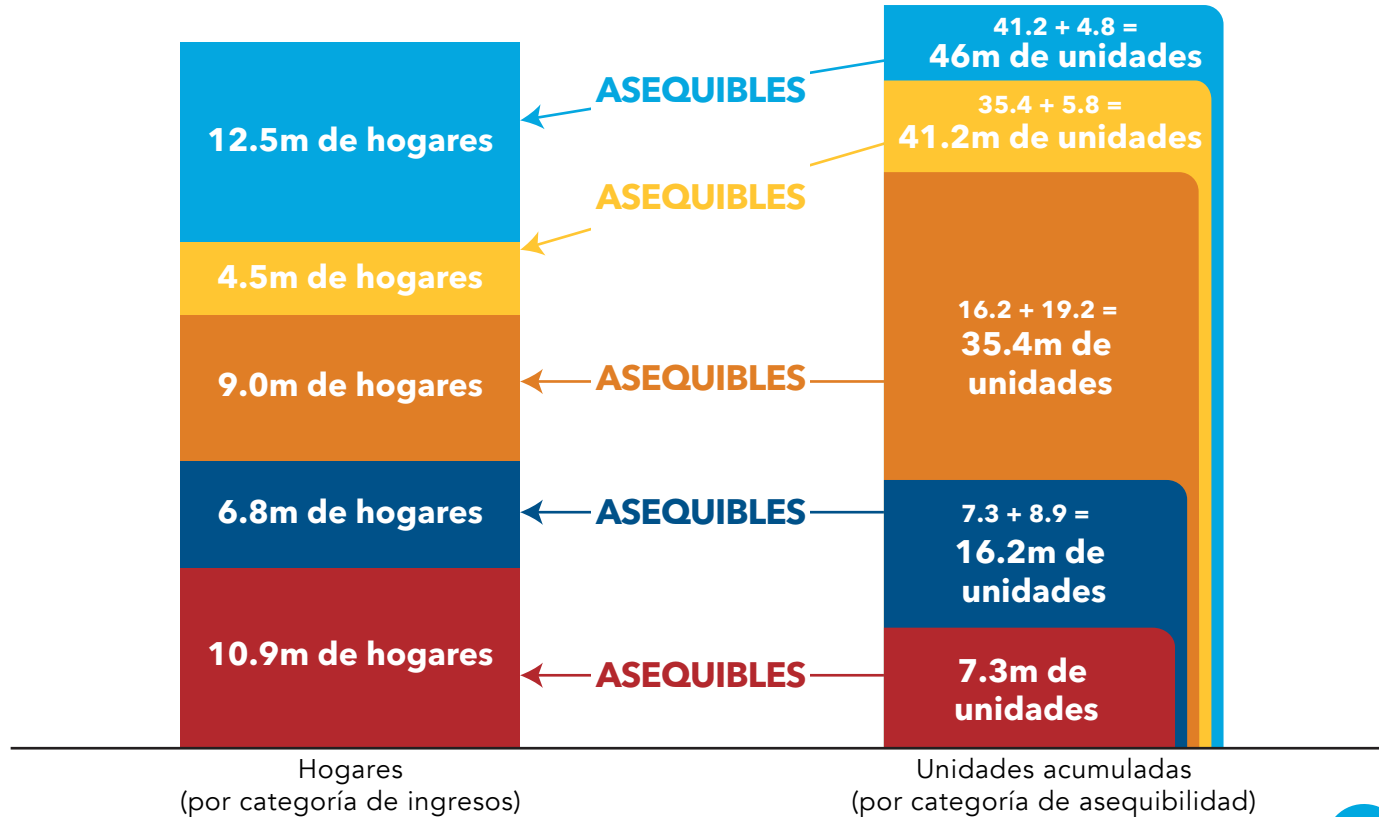 12.5m de hogares
4.5m de hogares
9.0m de hogares
6.8m de hogares
10.9m de hogares
ASEQUIBLES
ASEQUIBLES
ASEQUIBLES
ASEQUIBLES
ASEQUIBLES
41.2 + 4.8 =
46m de unidades
35.4 + 5.8 =
41.2m de unidades
16.2 + 19.2 =
35.4m de
unidades
7.3 + 8.9 =
16.2m de
unidades
7.3m de
unidades
Hogares
(por categoría de ingresos)
Unidades acumuladas
(por categoría de asequibilidad)